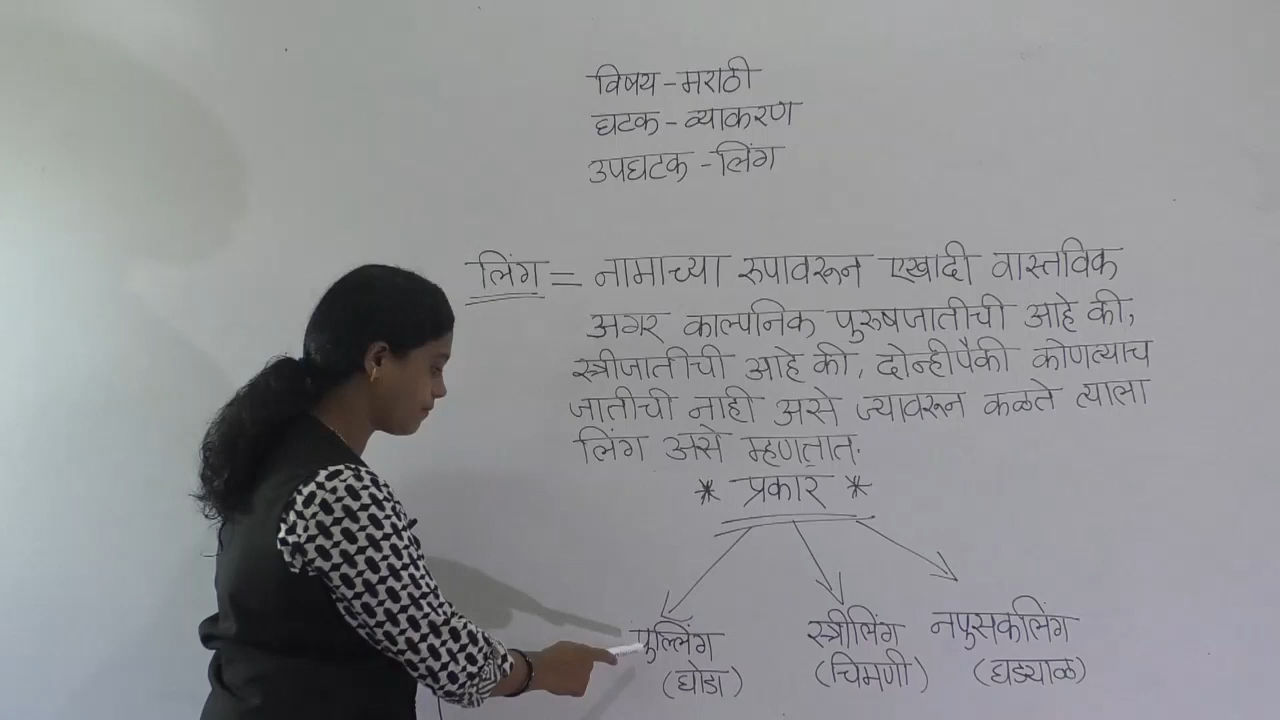 विषय - मराठी
घटक - व्याकरण
उपघटक - लिंग
लिंग = नामाच्या रुपावरून एखादी वास्तविक
अगर काल्पनिक पुरुषजातीची आहे की,
स्त्रीजातीची आहे की, दोन्हीपैकी कोणत्याच
जातीची नाही असे ज्यावरून कळते त्याला
लिंग असे म्हणतात.
* प्रकार *
पुल्लिंग स्त्रीलिंग नपुसकलिंग
(घोडा) (चिमणी) (घड्याळ)